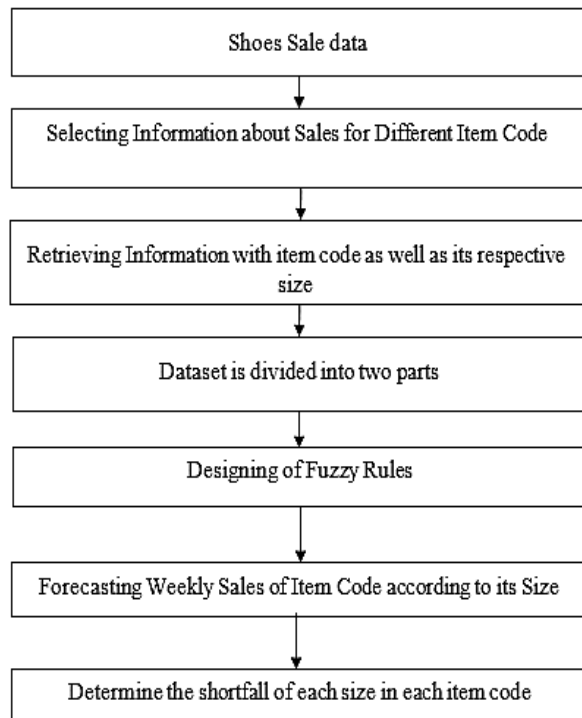 Shoes Sale data
Selecting Information about Sales for Different Item Code
Retrieving Information with item code as well as its respective
size
Dataset is divided into two parts
Designing of Fuzzy Rules
Forecasting Weekly Sales of Item Code according to its Size
Determine the shortfall of each size in each item code